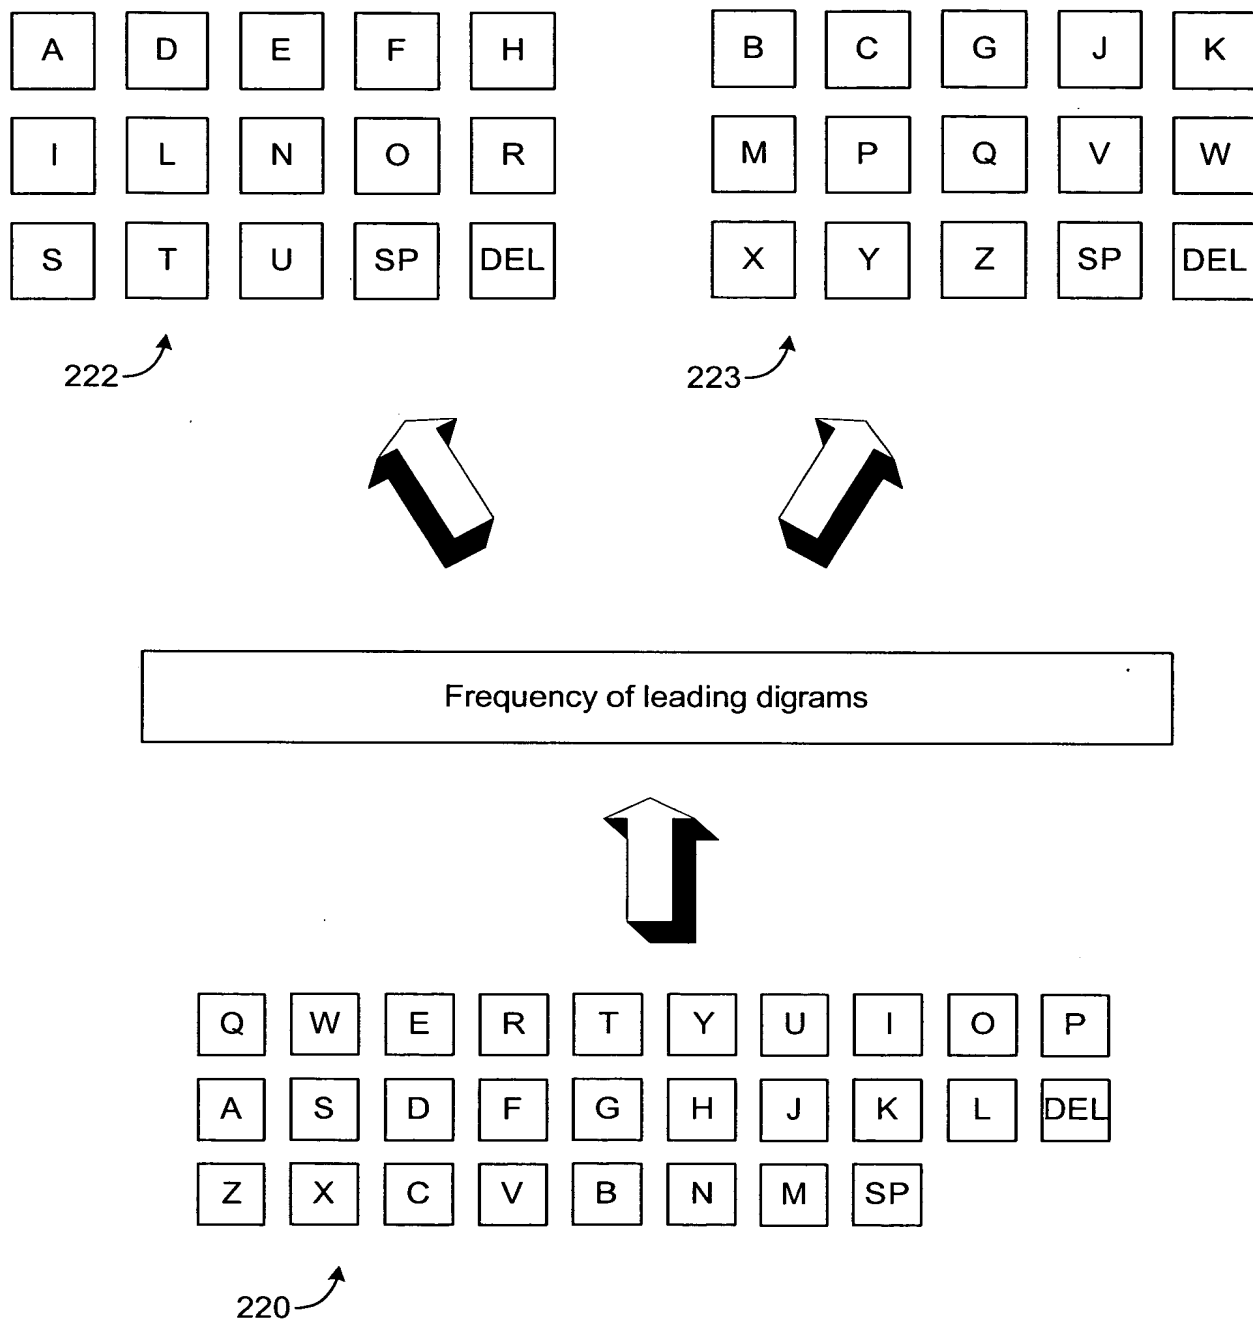 A D E F H B C G J K
I L N O R M P Q V W
S T U SP DEL X Y Z SP DEL
222 223
Frequency of leading digrams
Q W E R T Y U I O P
A S D F G H J K L DEL
Z X C V B N M SP
220